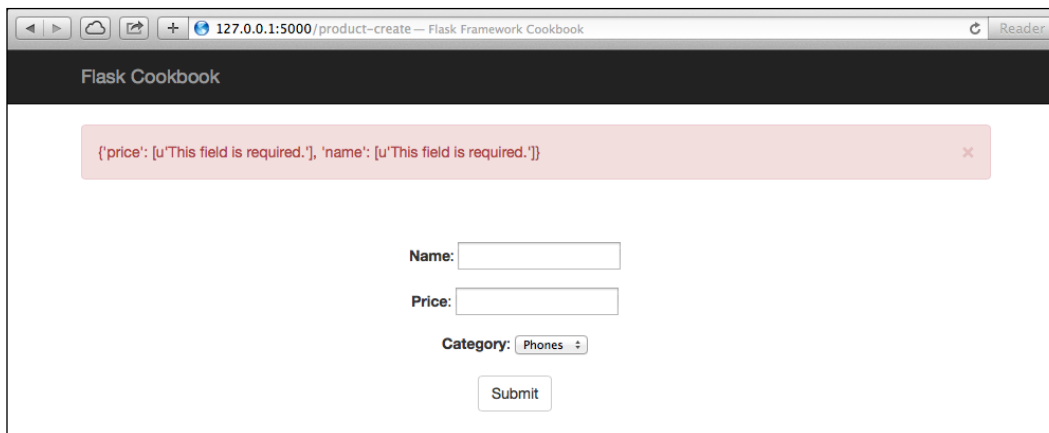 127.0.0.1:5000/product-create — Flask Framework Cookbook
Reader
Flask Cookbook
{'price': [u'This field is required.'], 'name': [u'This field is required.']}
×
Name:
Price:
Category: Phones
Submit